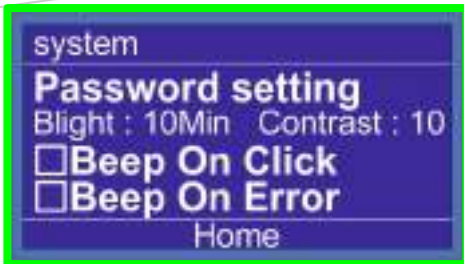 system
Password setting
Blight : 10Min Contrast : 10
☐Beep On Click
☐Beep On Error
Home